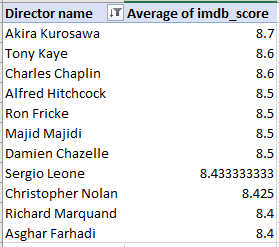 Director name Average of imdb_score
Akira Kurosawa 8.7
Tony Kaye 8.6
Charles Chaplin 8.6
Alfred Hitchcock 8.5
Ron Fricke 8.5
Majid Majidi 8.5
Damien Chazelle 8.5
Sergio Leone 8.433333333
Christopher Nolan 8.425
Richard Marquand 8.4
Asghar Farhadi 8.4